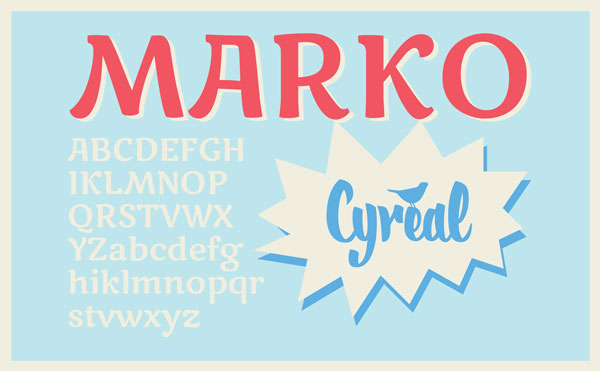 MARKO
ABCDEFGH
IKLMNOP
QRSTVWX
YZabcdefg
hiklmnopqr
stvwxyz
Cyreal